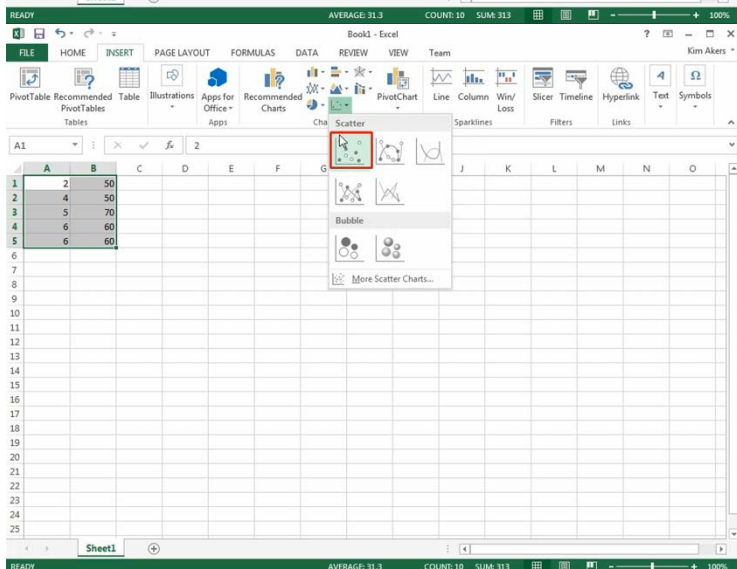 READY AVERAGE: 31.3 COUNT: 10 SUM: 313 100%
Book1 - Excel ?
FILE HOME INSERT PAGE LAYOUT FORMULAS DATA REVIEW VIEW Team Kim Akers
PivotTable Recommended PivotTables Table Illustrations Apps for Office Recommended Charts PivotChart Line Column Win/Loss Slicer Timeline Hyperlink Text Symbols
Tables Apps Cha Sparklines Filters Links
A1 fx 2
Scatter
A B C D E F G J K L M N O
1 2 50
2 4 50
3 5 70
4 6 60
5 6 60
Bubble
More Scatter Charts...
6
7
8
9
10
11
12
13
14
15
16
17
18
19
20
21
22
23
24
25
Sheet1
READY AVERAGE: 31.3 COUNT: 10 SUM: 313 100%